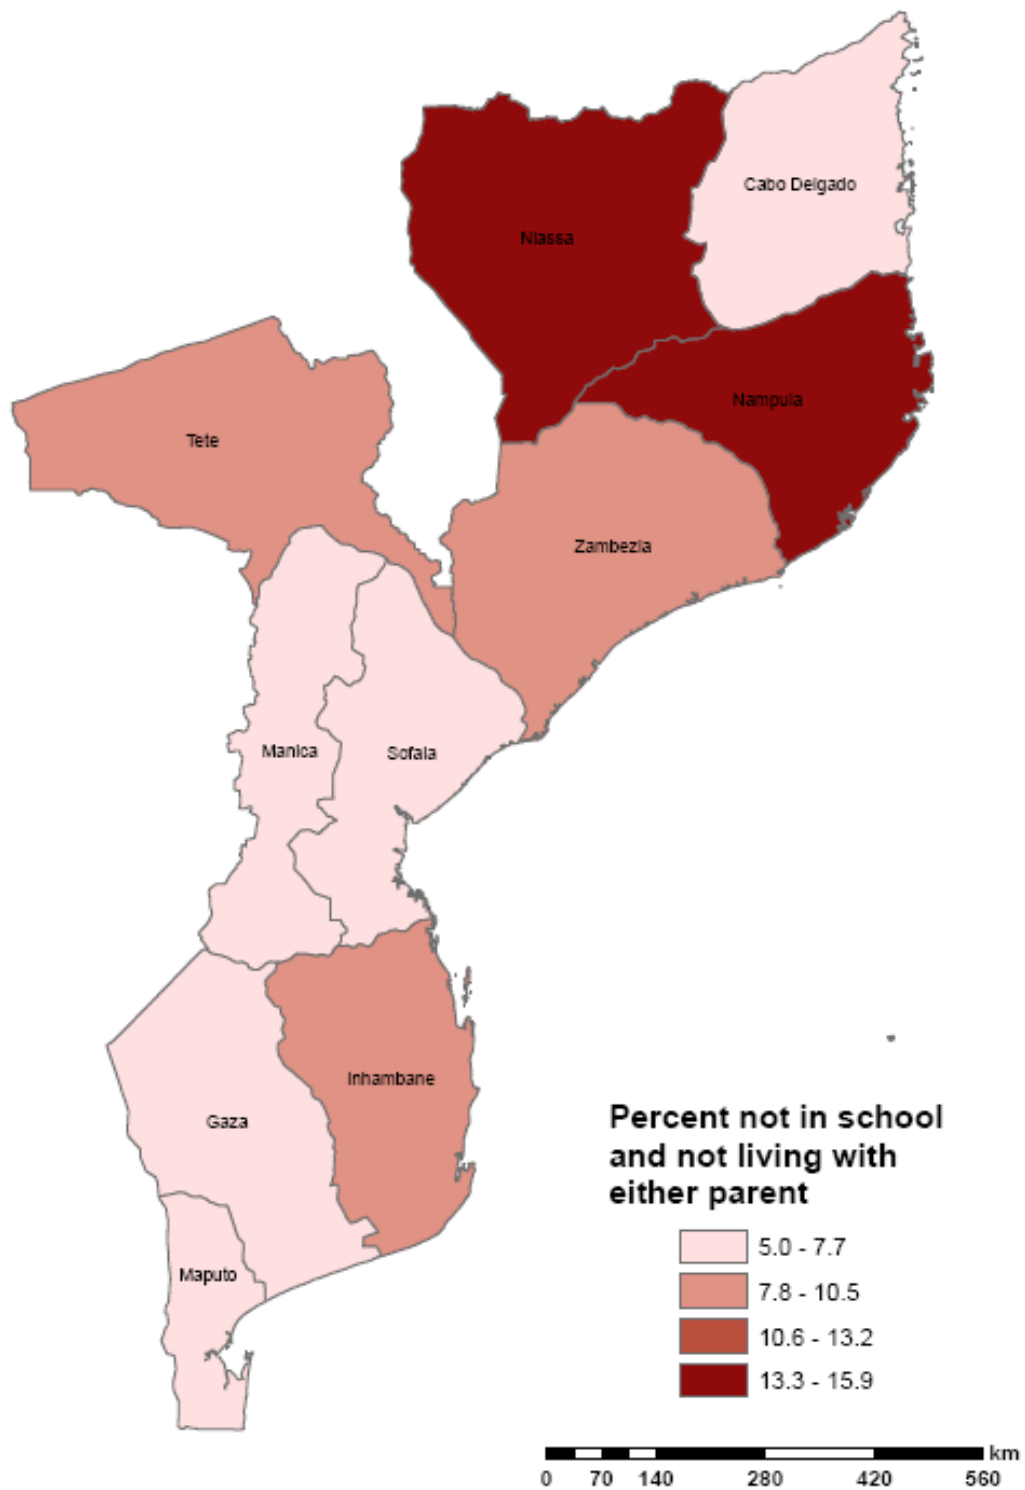 Cabo Delgado
Niassa
Nampula
Tete
Zambezia
Manica
Sofala
Inhambane
Gaza
Maputo
Percent not in school
and not living with
either parent
5.0 - 7.7
7.8 - 10.5
10.6 - 13.2
13.3 - 15.9
km
0 70 140 280 420 560